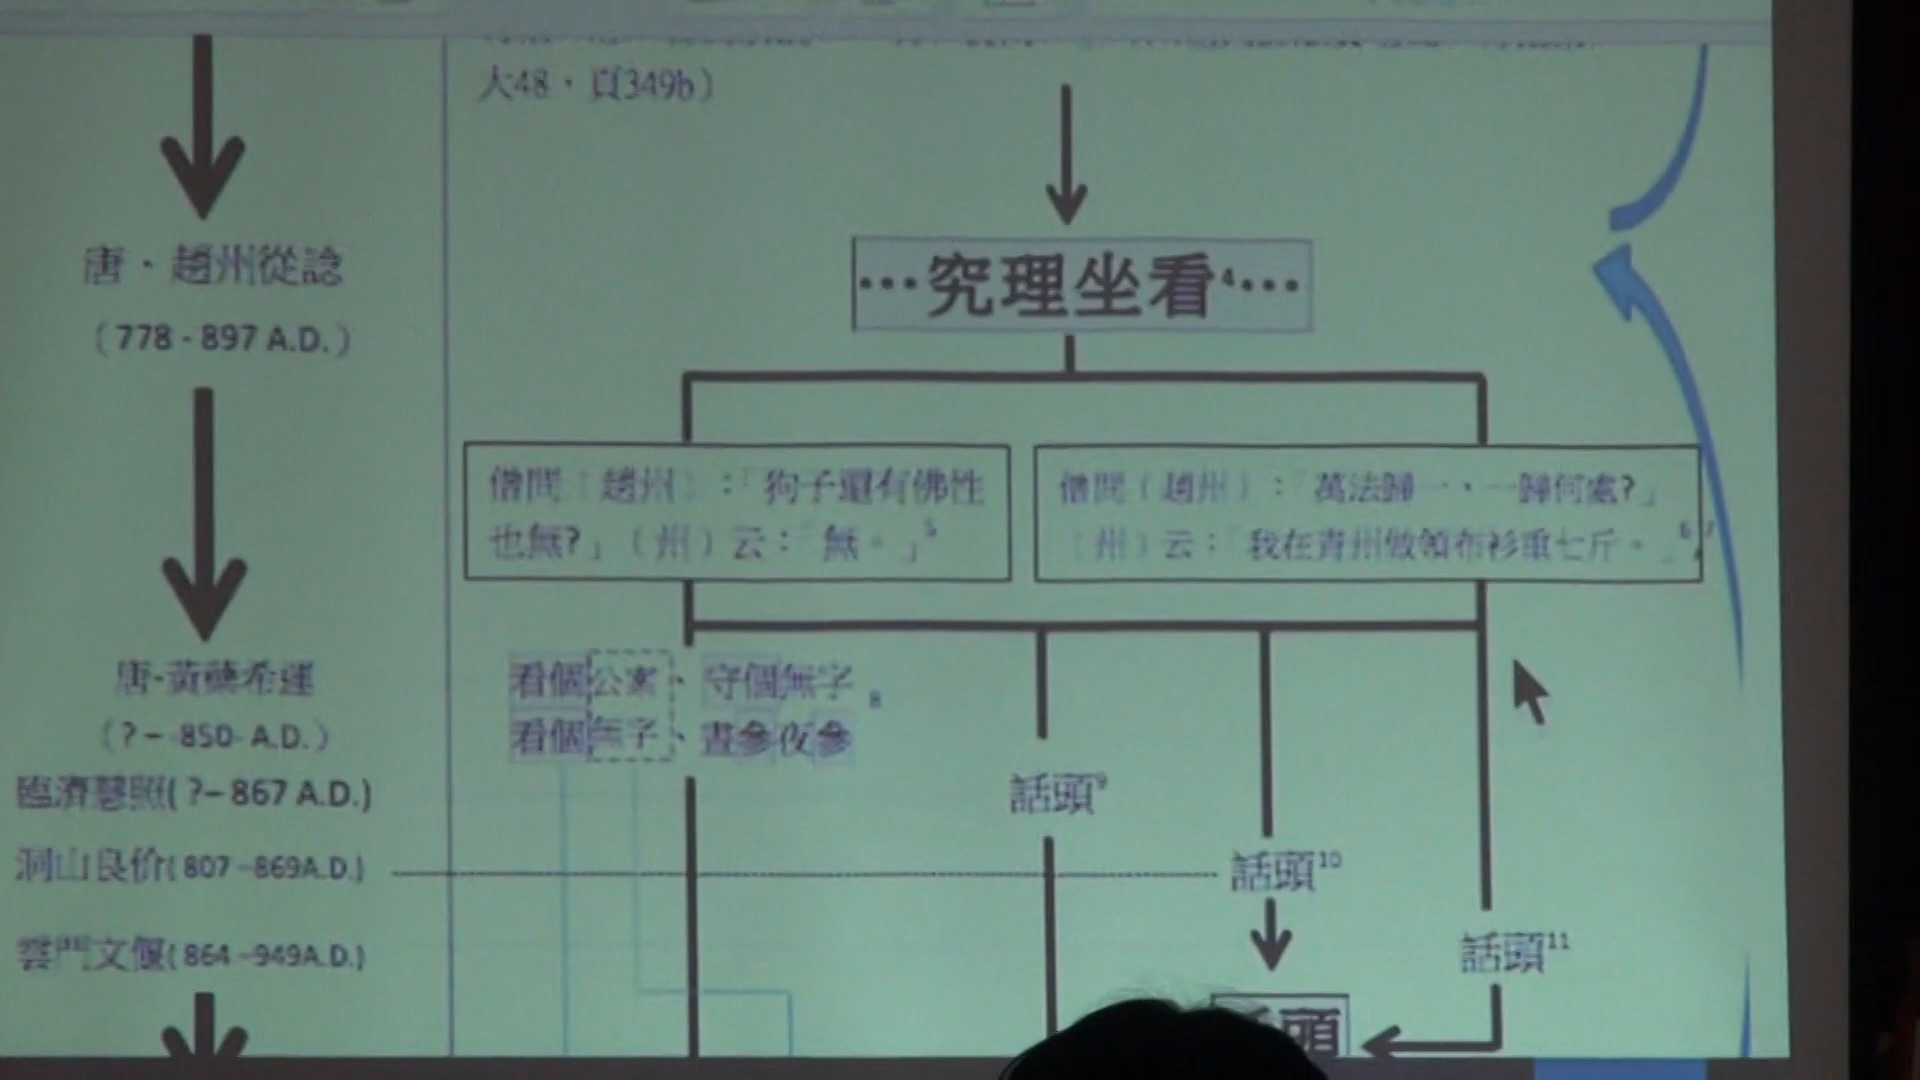 大48，頁349b）
唐、趙州從諗
（778 - 897 A.D.）
唐-黃蘗希運
（? – 850 A.D.）
臨濟慧照( ? – 867 A.D.)
洞山良价( 807 –869A.D.)
雲門文偃( 864 –949A.D.)
…究理坐看4…
僧問（趙州）：「狗子還有佛性
也無?」（州）云：「無。」5
僧問（趙州）：「萬法歸一、一歸何處?」
（州）云：「我在青州做領布衫重七斤。」6
看個公案、守個無字
看個無字、晝參夜參 8
話頭9
話頭10
話頭11
頭